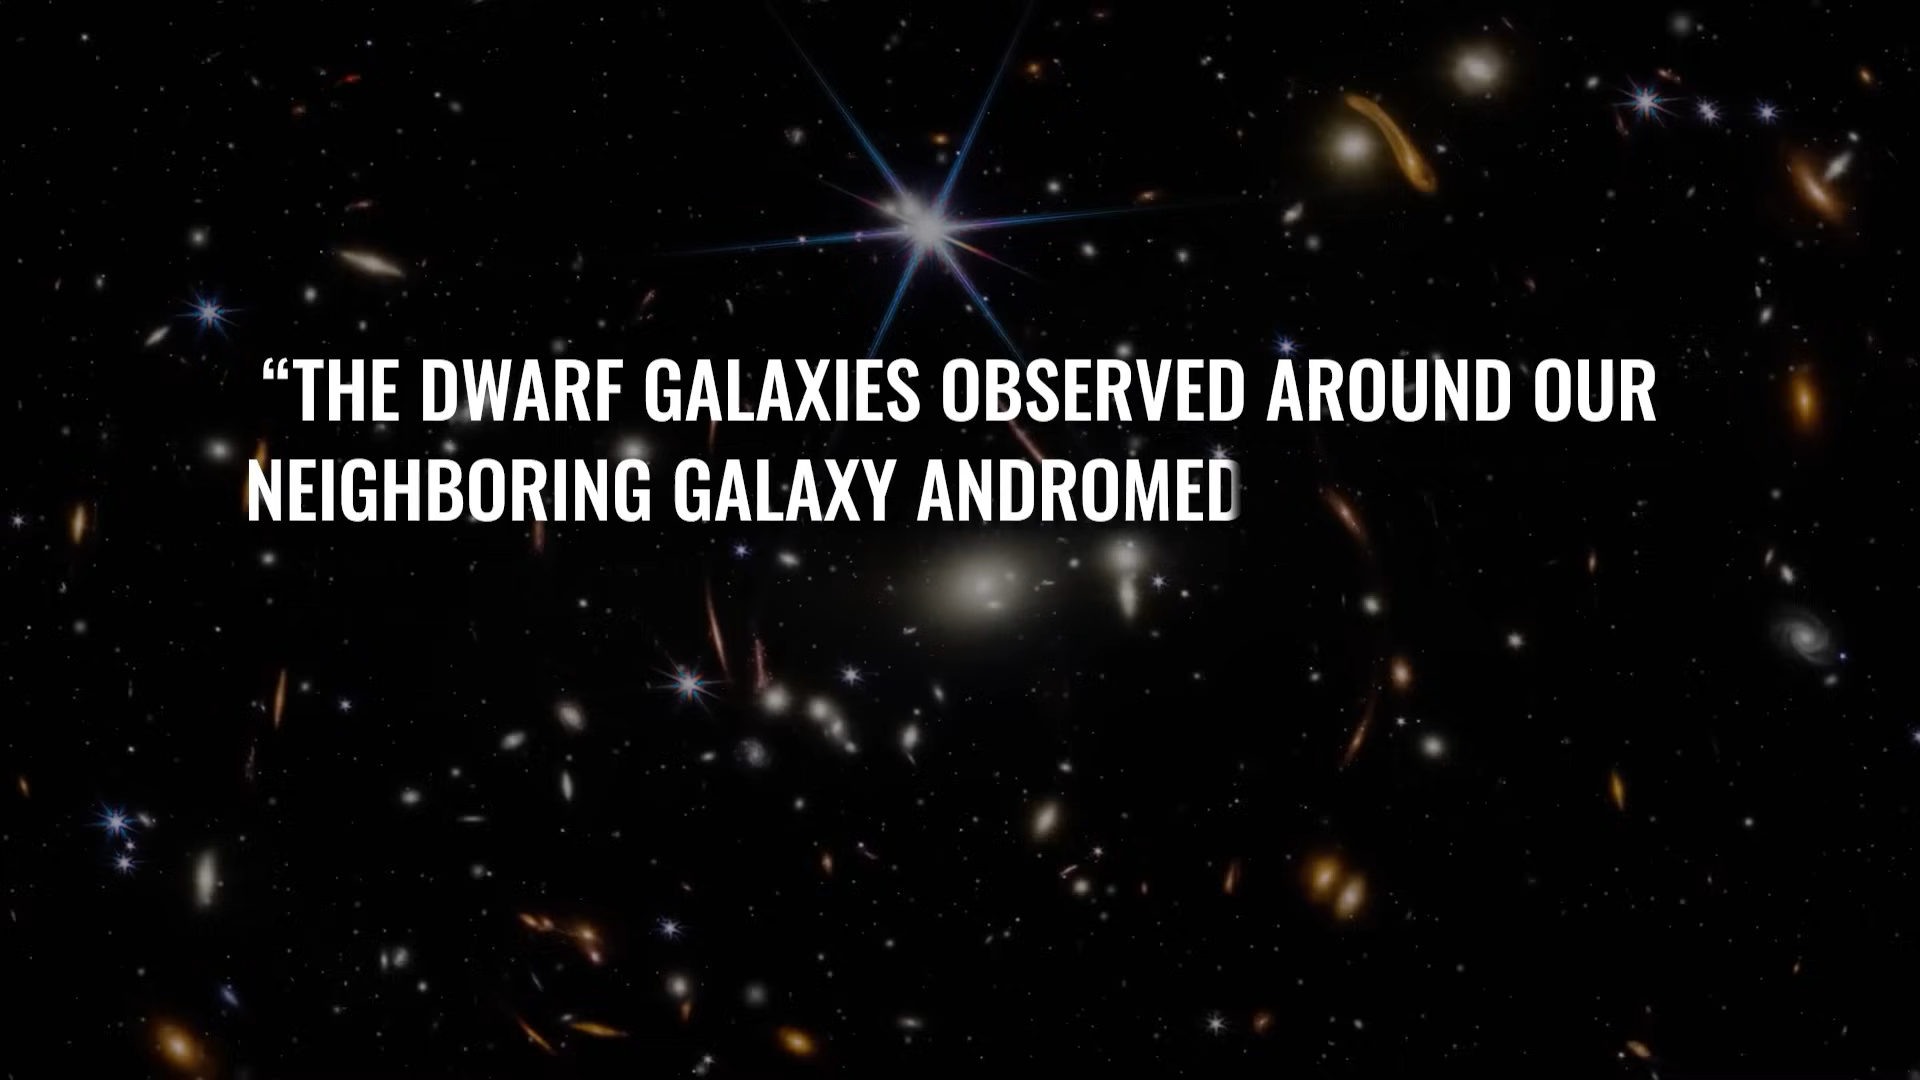 “THE DWARF GALAXIES OBSERVED AROUND OUR
NEIGHBORING GALAXY ANDROMED